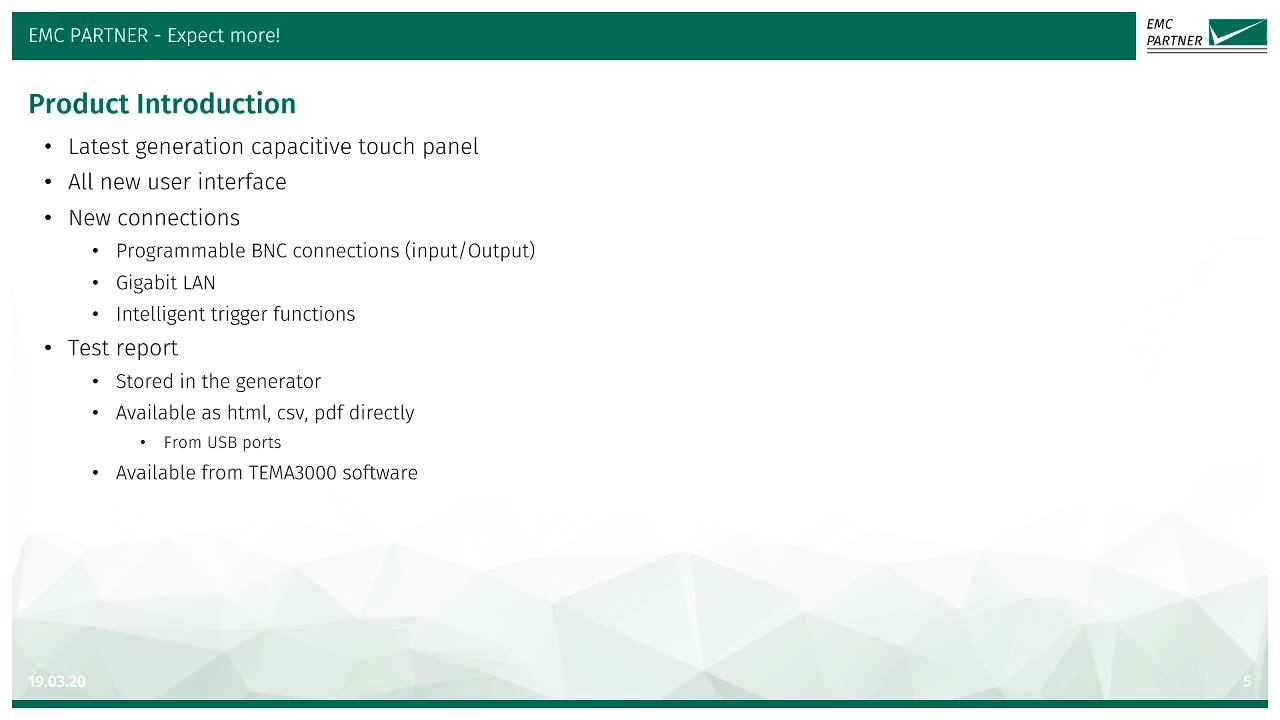 EMC PARTNER - Expect more!
EMC
PARTNER
Product Introduction
• Latest generation capacitive touch panel
• All new user interface
• New connections
• Programmable BNC connections (input/Output)
• Gigabit LAN
• Intelligent trigger functions
• Test report
• Stored in the generator
• Available as html, csv, pdf directly
• From USB ports
• Available from TEMA3000 software
19.03.20
5